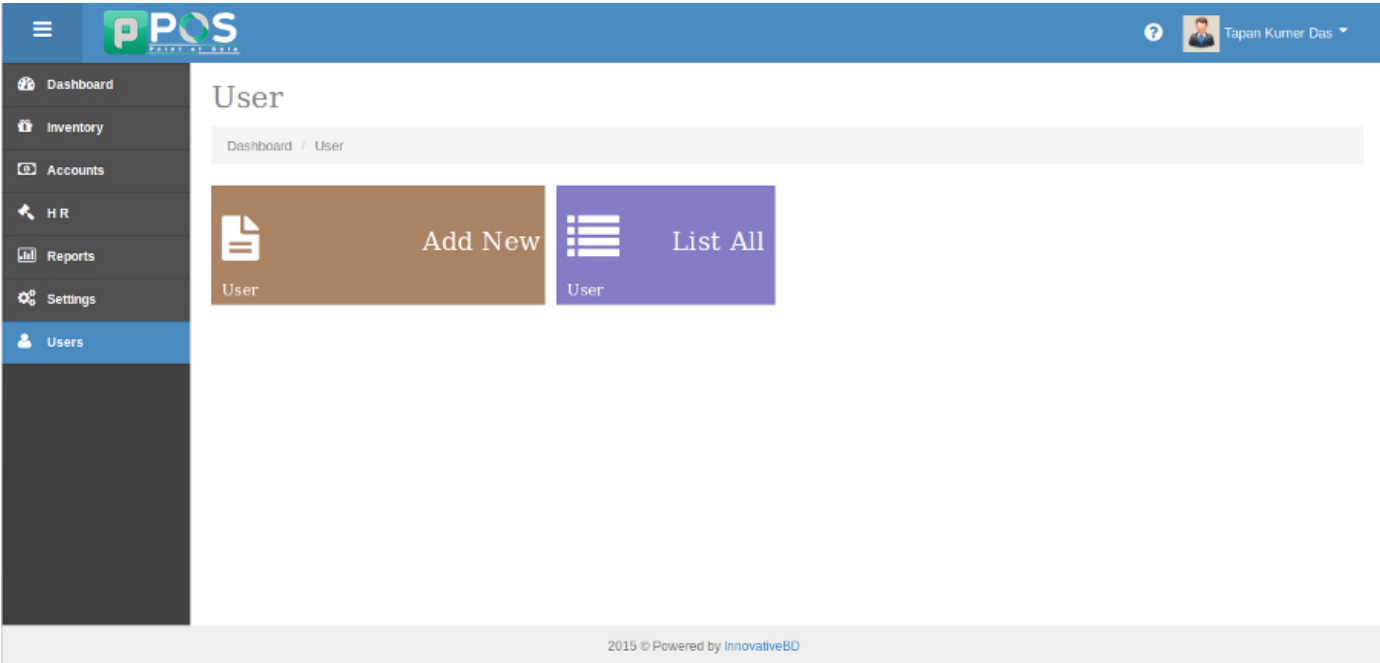 P POS
Point of Sale
Tapan Kumer Das
Dashboard
Inventory
Accounts
H R
Reports
Settings
Users
User
Dashboard / User
Add New
User
List All
User
2015 © Powered by InnovativeBD